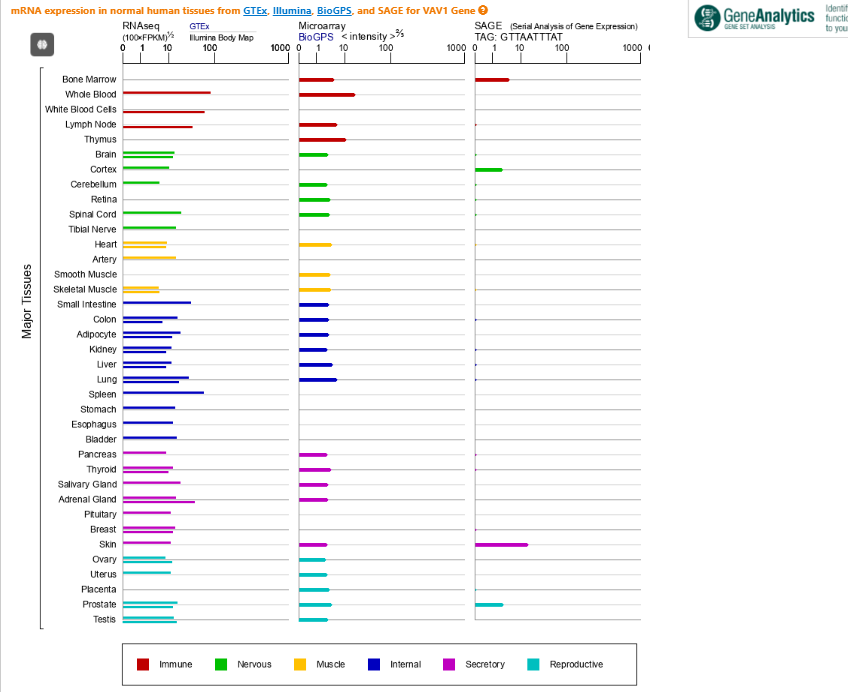 mRNA expression in normal human tissues from GTEx, Illumina, BioGPS, and SAGE for VAV1 Gene ?
GeneAnalytics
GENE SET ANALYSIS
Identif
functio
to your
RNAseq
(100×FPKM)½
GTEx
Illumina Body Map
0 1 10 100 1000
Microarray
BioGPS < intensity >⅔
0 1 10 100 1000
SAGE (Serial Analysis of Gene Expression)
TAG: GTTAATTTAT
0 1 10 100 1000
Major Tissues
Bone Marrow
Whole Blood
White Blood Cells
Lymph Node
Thymus
Brain
Cortex
Cerebellum
Retina
Spinal Cord
Tibial Nerve
Heart
Artery
Smooth Muscle
Skeletal Muscle
Small Intestine
Colon
Adipocyte
Kidney
Liver
Lung
Spleen
Stomach
Esophagus
Bladder
Pancreas
Thyroid
Salivary Gland
Adrenal Gland
Pituitary
Breast
Skin
Ovary
Uterus
Placenta
Prostate
Testis
Immune Nervous Muscle Internal Secretory Reproductive